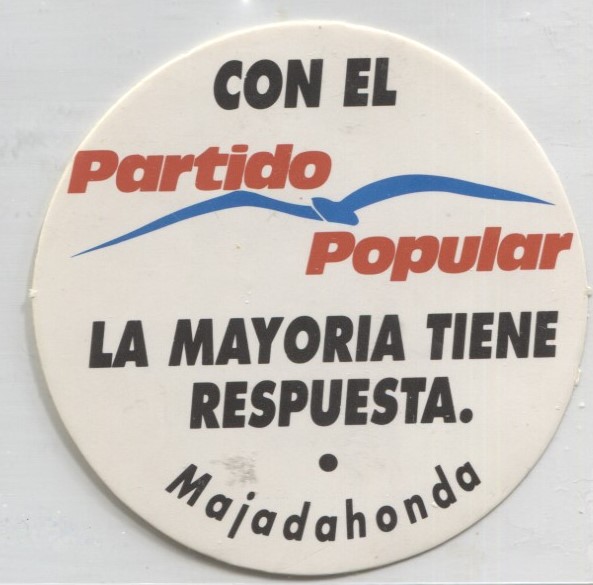 CON EL
Partido
Popular
LA MAYORIA TIENE
RESPUESTA.
Majadahonda